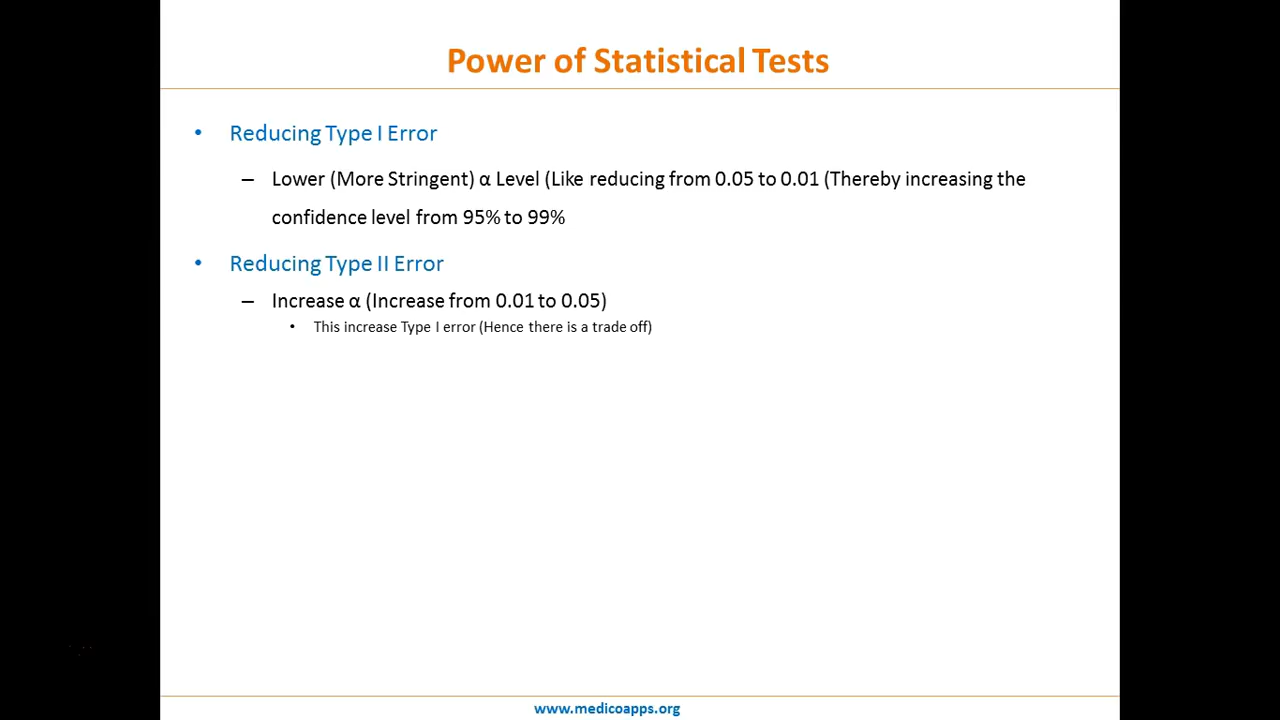 Power of Statistical Tests
• Reducing Type I Error
– Lower (More Stringent) α Level (Like reducing from 0.05 to 0.01 (Thereby increasing the
confidence level from 95% to 99%
• Reducing Type II Error
– Increase α (Increase from 0.01 to 0.05)
• This increase Type I error (Hence there is a trade off)
www.medicoapps.org